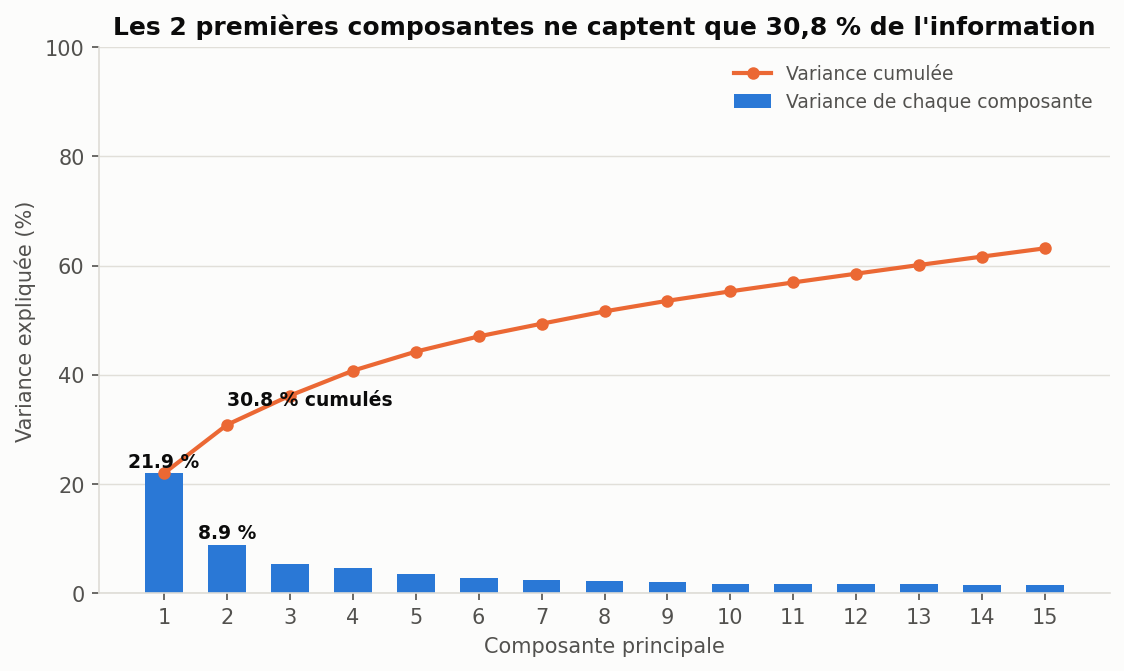 Les 2 premières composantes ne captent que 30,8 % de l'information
Variance expliquée (%)
100
80
60
40
20
0
Variance cumulée
Variance de chaque composante
30.8 % cumulés
21.9 %
8.9 %
1 2 3 4 5 6 7 8 9 10 11 12 13 14 15
Composante principale